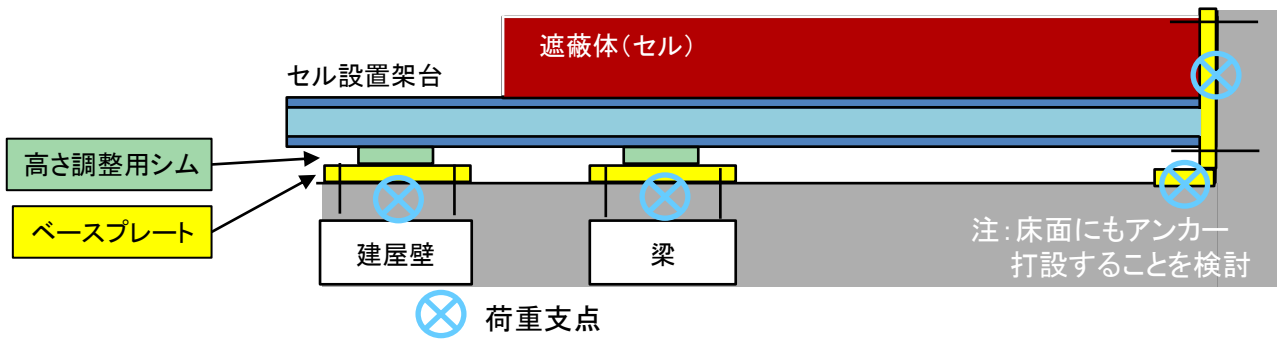 遮蔽体(セル)
セル設置架台
高さ調整用シム
ベースプレート
建屋壁
梁
注:床面にもアンカー
打設することを検討
荷重支点